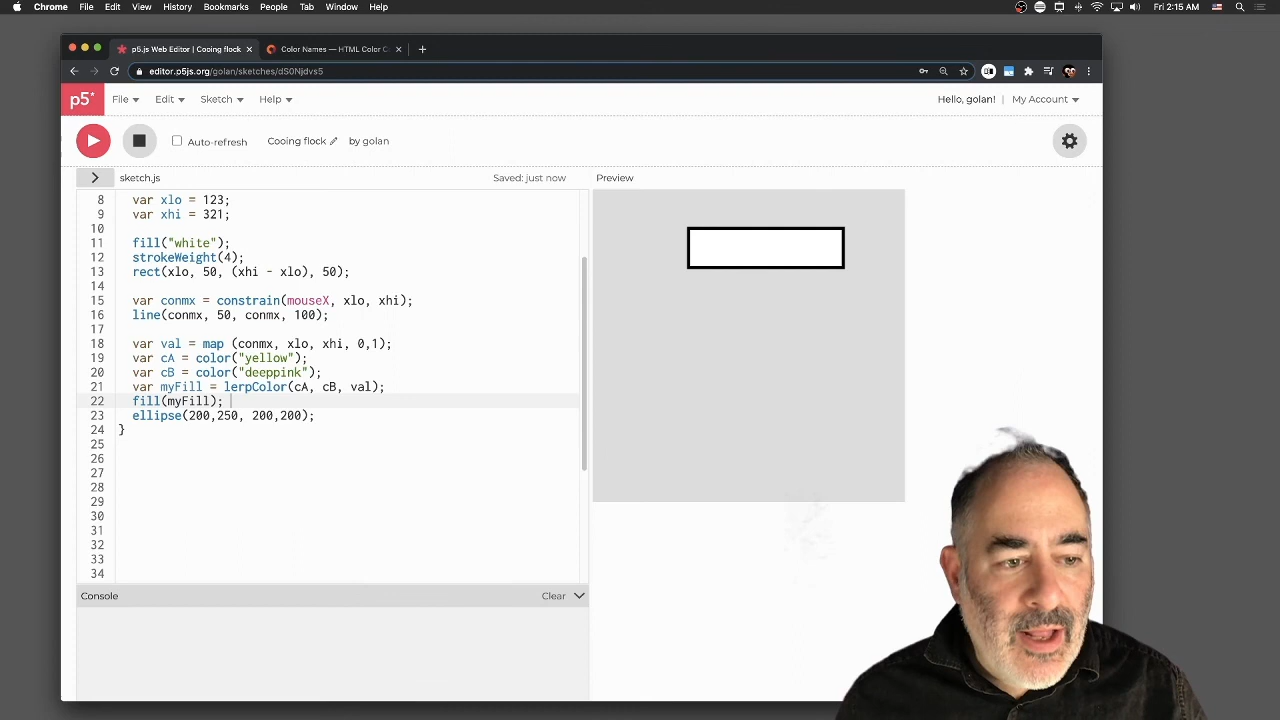 Chrome File Edit View History Bookmarks People Tab Window Help Fri 2:15 AM
p5.js Web Editor | Cooing flock Color Names — HTML Color C
editor.p5js.org/golan/sketches/dS0Njdvs5
p5* File Edit Sketch Help Hello, golan! | My Account
Auto-refresh Cooing flock by golan
sketch.js Saved: just now Preview
8 var xlo = 123;
9 var xhi = 321;
10
11 fill("white");
12 strokeWeight(4);
13 rect(xlo, 50, (xhi - xlo), 50);
14
15 var conmx = constrain(mouseX, xlo, xhi);
16 line(conmx, 50, conmx, 100);
17
18 var val = map (conmx, xlo, xhi, 0,1);
19 var cA = color("yellow");
20 var cB = color("deeppink");
21 var myFill = lerpColor(cA, cB, val);
22 fill(myFill);
23 ellipse(200,250, 200,200);
24 }
25
26
27
28
29
30
31
32
33
34
Console Clear